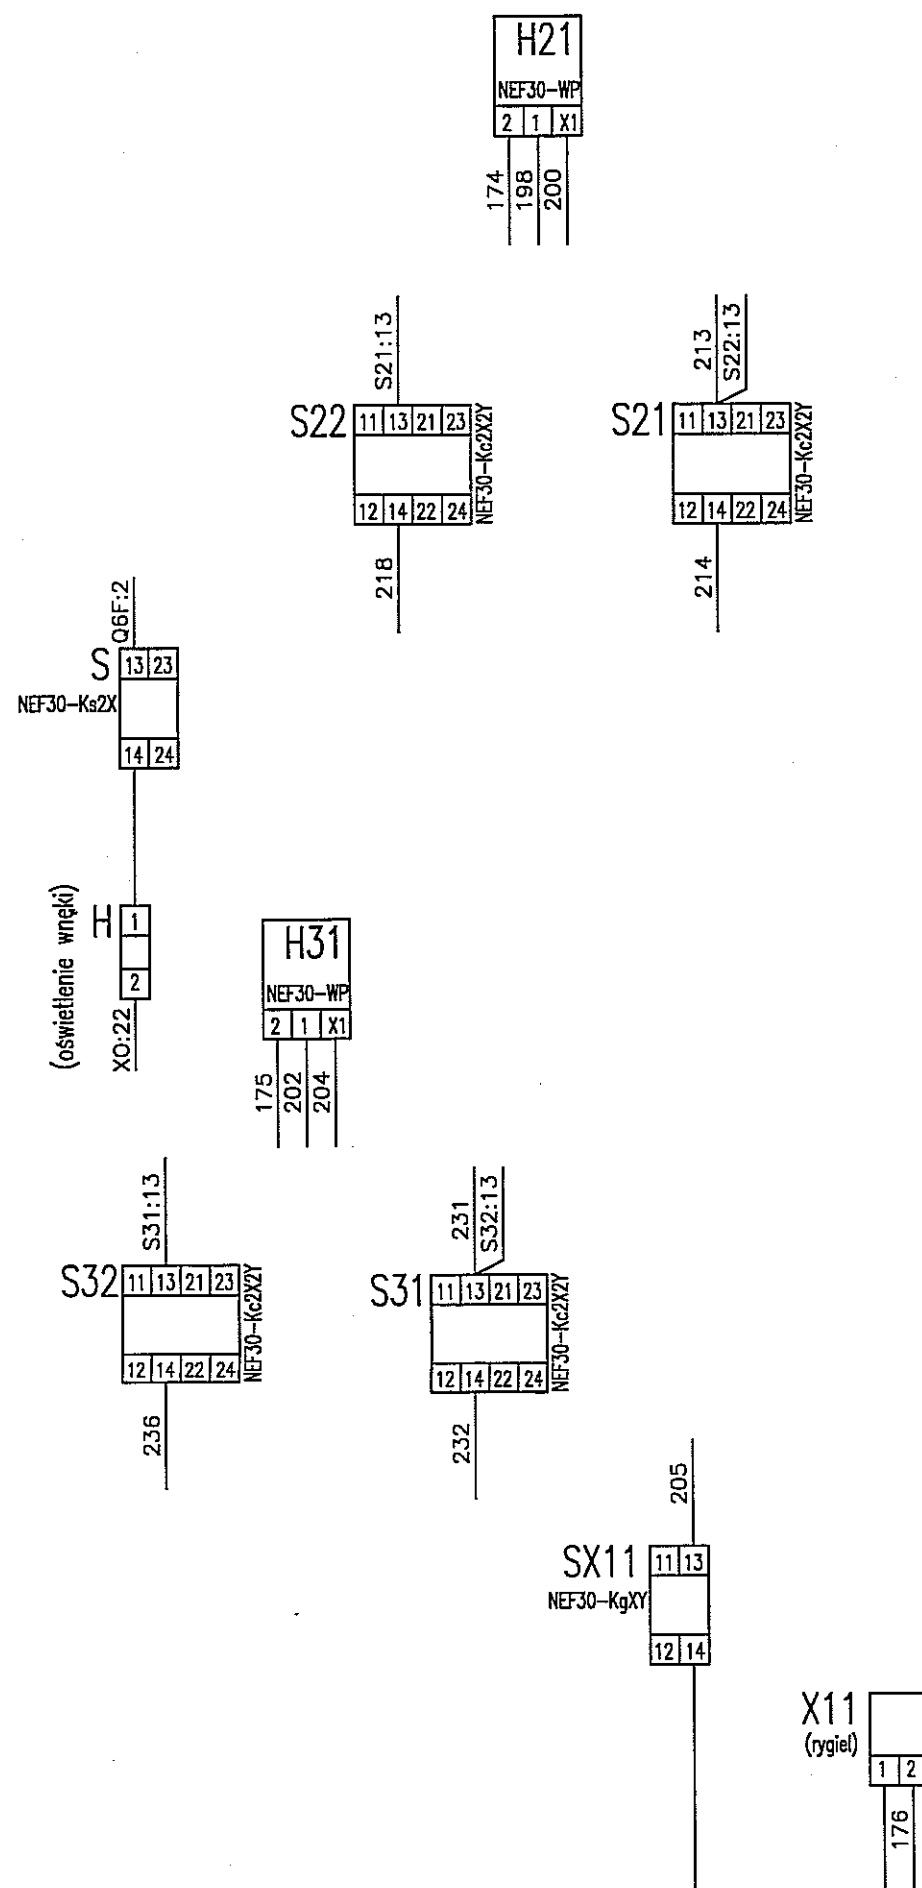 H21
NEF30-WP
2 1 X1
174
198
200
S21:13
S22
11 13 21 23
12 14 22 24
NEF30-Kc2X2Y
218
213
S22:13
S21
11 13 21 23
12 14 22 24
NEF30-Kc2X2Y
214
Q6F:2
S
13 23
NEF30-Ks2X
14 24
(oświetlenie wnęki)
H
1
2
XO:22
H31
NEF30-WP
2 1 X1
175
202
204
S31:13
S32
11 13 21 23
12 14 22 24
NEF30-Kc2X2Y
236
231
S32:13
S31
11 13 21 23
12 14 22 24
NEF30-Kc2X2Y
232
205
SX11
11 13
NEF30-KgXY
12 14
X11
(rygiel)
1 2
176